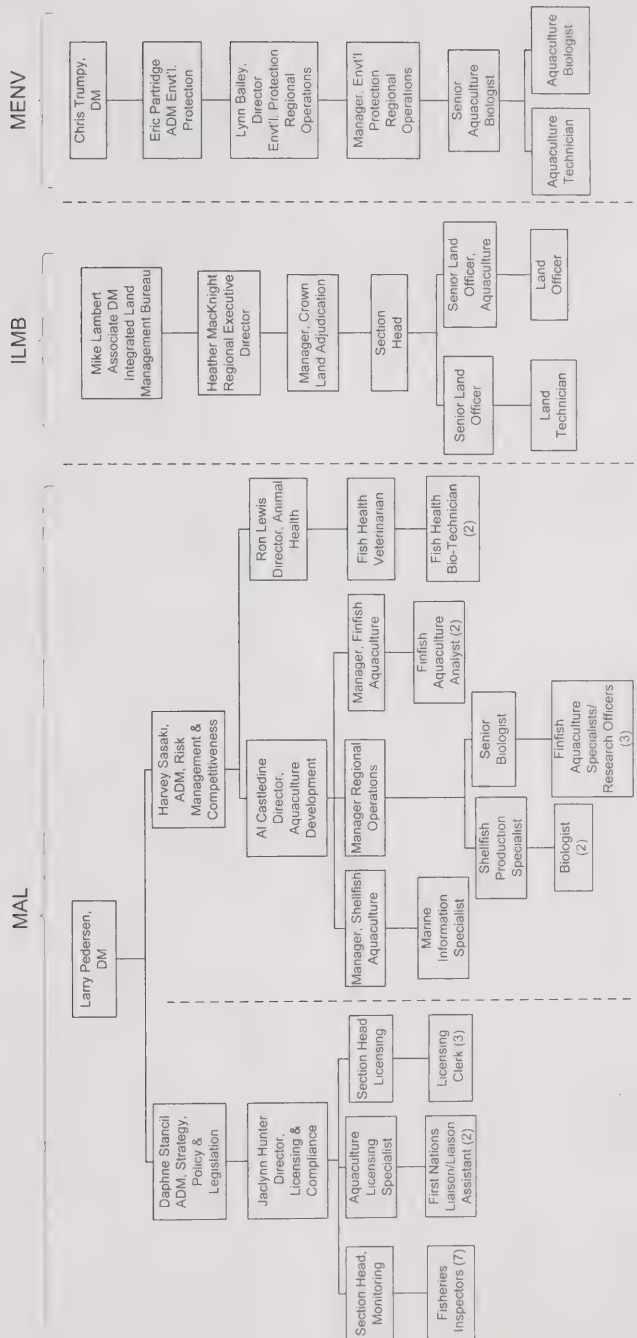 MAL
Larry Pedersen,
DM
Daphne Stancil
ADM, Strategy,
Policy &
Legislation
Jaclynn Hunter
Director,
Licensing &
Compliance
Section Head,
Monitoring
Fisheries
Inspectors (7)
Aquaculture
Licensing
Specialist
First Nations
Liaison/Liaison
Assistant (2)
Section Head
Licensing
Licensing
Clerk (3)
Harvey Sasaki,
ADM, Risk
Management &
Competitiveness
Al Castledine
Director,
Aquaculture
Development
Manager, Shellfish
Aquaculture
Marine
Information
Specialist
Manager Regional
Operations
Shellfish
Production
Specialist
Biologist
(2)
Senior
Biologist
Finfish
Aquaculture
Specialists/
Research Officers
(3)
Manager, Finfish
Aquaculture
Finfish
Aquaculture
Analyst (2)
Ron Lewis
Director, Animal
Health
Fish Health
Veterinarian
Fish Health
Bio-Technician
(2)
ILMB
Mike Lambert
Associate DM
Integrated Land
Management Bureau
Heather MacKnight
Regional Executive
Director
Manager, Crown
Land Adjudication
Section
Head
Senior Land
Officer
Land
Technician
Senior Land
Officer,
Aquaculture
Land
Officer
MENV
Chris Trumpy,
DM
Eric Partridge
ADM Envt'l.
Protection
Lynn Bailey,
Director
Envt'l. Protection
Regional
Operations
Manager, Envt'l
Protection
Regional
Operations
Senior
Aquaculture
Biologist
Aquaculture
Technician
Aquaculture
Biologist